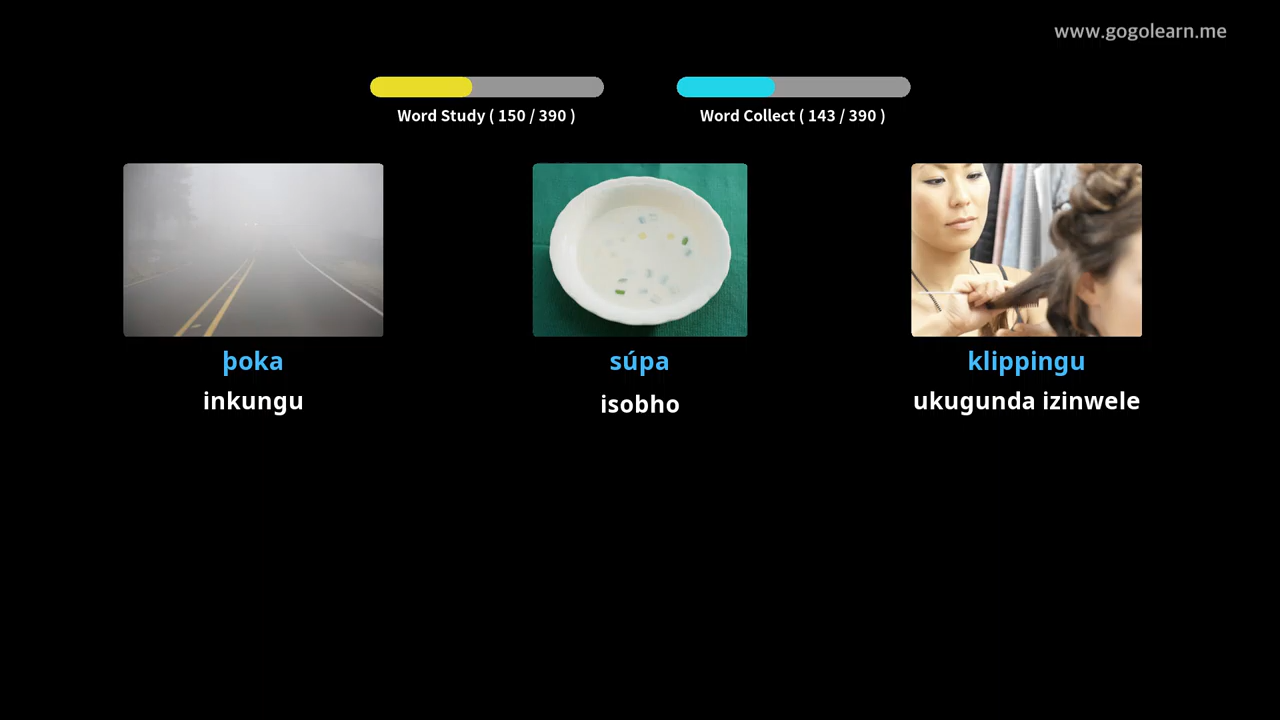 www.gogolearn.me
Word Study ( 150 / 390 )
Word Collect ( 143 / 390 )
þoka
súpa
klippingu
inkungu
isobho
ukugunda izinwele